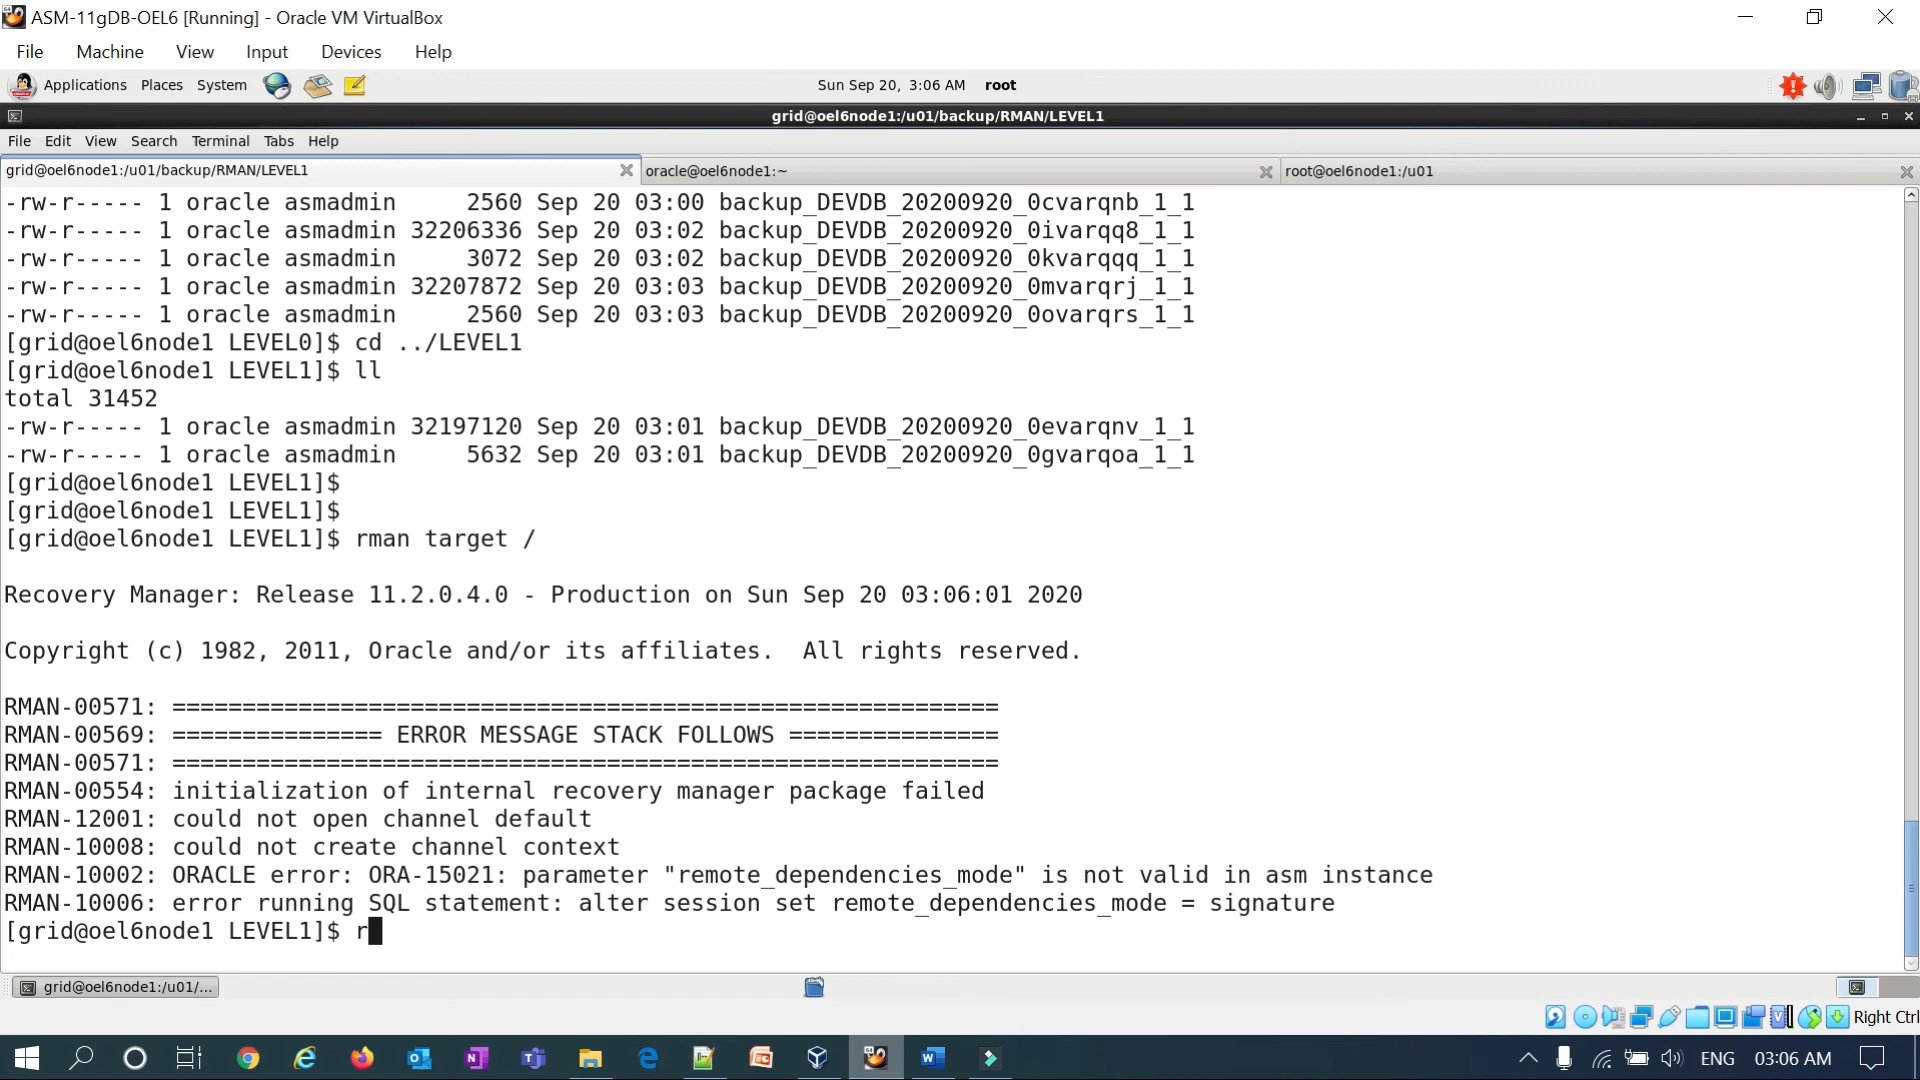 ASM-11gDB-OEL6 [Running] - Oracle VM VirtualBox
File Machine View Input Devices Help
Applications Places System Sun Sep 20, 3:06 AM root
grid@oel6node1:/u01/backup/RMAN/LEVEL1
File Edit View Search Terminal Tabs Help
grid@oel6node1:/u01/backup/RMAN/LEVEL1 oracle@oel6node1:~ root@oel6node1:/u01
-rw-r----- 1 oracle asmadmin     2560 Sep 20 03:00 backup_DEVDB_20200920_0cvarqnb_1_1
-rw-r----- 1 oracle asmadmin 32206336 Sep 20 03:02 backup_DEVDB_20200920_0ivarqq8_1_1
-rw-r----- 1 oracle asmadmin     3072 Sep 20 03:02 backup_DEVDB_20200920_0kvarqqq_1_1
-rw-r----- 1 oracle asmadmin 32207872 Sep 20 03:03 backup_DEVDB_20200920_0mvarqrj_1_1
-rw-r----- 1 oracle asmadmin     2560 Sep 20 03:03 backup_DEVDB_20200920_0ovarqrs_1_1
[grid@oel6node1 LEVEL0]$ cd ../LEVEL1
[grid@oel6node1 LEVEL1]$ ll
total 31452
-rw-r----- 1 oracle asmadmin 32197120 Sep 20 03:01 backup_DEVDB_20200920_0evarqnv_1_1
-rw-r----- 1 oracle asmadmin     5632 Sep 20 03:01 backup_DEVDB_20200920_0gvarqoa_1_1
[grid@oel6node1 LEVEL1]$
[grid@oel6node1 LEVEL1]$
[grid@oel6node1 LEVEL1]$ rman target /
Recovery Manager: Release 11.2.0.4.0 - Production on Sun Sep 20 03:06:01 2020
Copyright (c) 1982, 2011, Oracle and/or its affiliates.  All rights reserved.
RMAN-00571: ===========================================================
RMAN-00569: =============== ERROR MESSAGE STACK FOLLOWS ===============
RMAN-00571: ===========================================================
RMAN-00554: initialization of internal recovery manager package failed
RMAN-12001: could not open channel default
RMAN-10008: could not create channel context
RMAN-10002: ORACLE error: ORA-15021: parameter "remote_dependencies_mode" is not valid in asm instance
RMAN-10006: error running SQL statement: alter session set remote_dependencies_mode = signature
[grid@oel6node1 LEVEL1]$ r
grid@oel6node1:/u01/...
Right Ctrl
ENG 03:06 AM